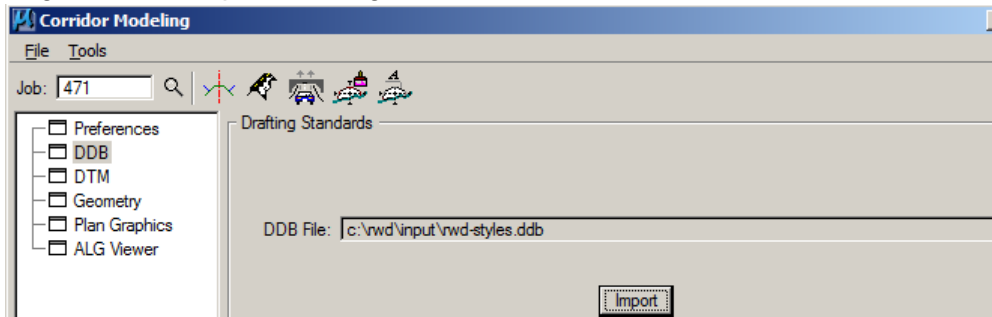 Corridor Modeling
File Tools
Job: 471
Preferences
DDB
DTM
Geometry
Plan Graphics
ALG Viewer
Drafting Standards
DDB File: c:\rwd\input\rwd-styles.ddb
Import